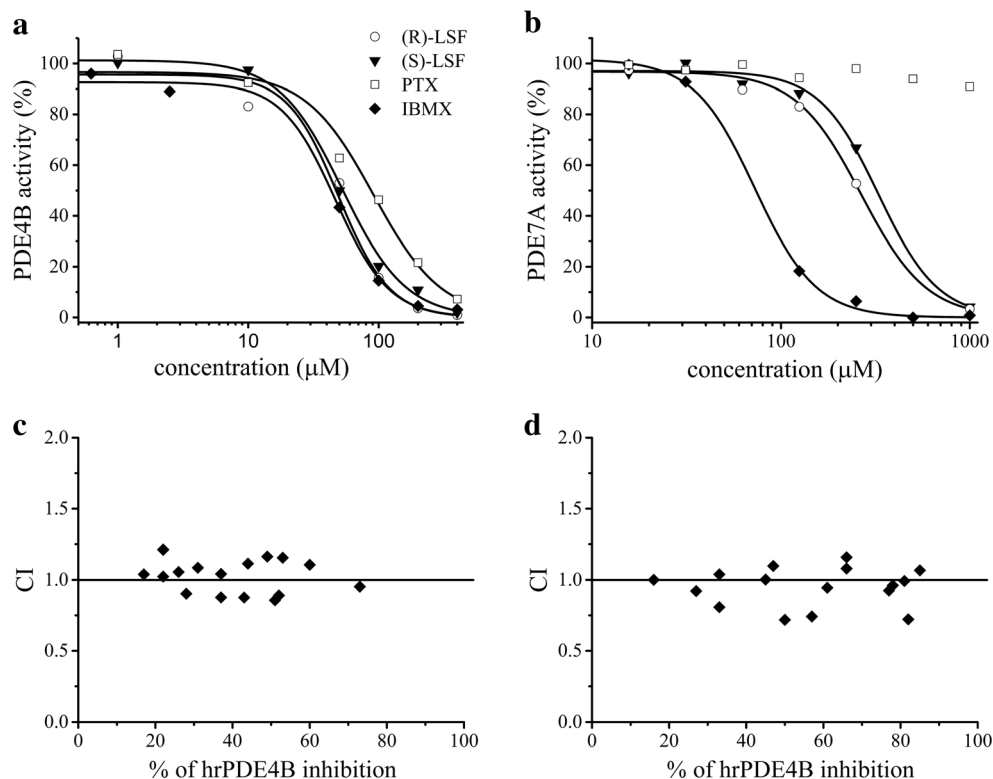 a
(R)-LSF
(S)-LSF
PTX
IBMX
PDE4B activity (%)
100
80
60
40
20
0
1
10
100
concentration (μM)
b
PDE7A activity (%)
100
80
60
40
20
0
10
100
1000
concentration (μM)
c
CI
2.0
1.5
1.0
0.5
0.0
0
20
40
60
80
100
% of hrPDE4B inhibition
d
CI
2.0
1.5
1.0
0.5
0.0
0
20
40
60
80
100
% of hrPDE4B inhibition